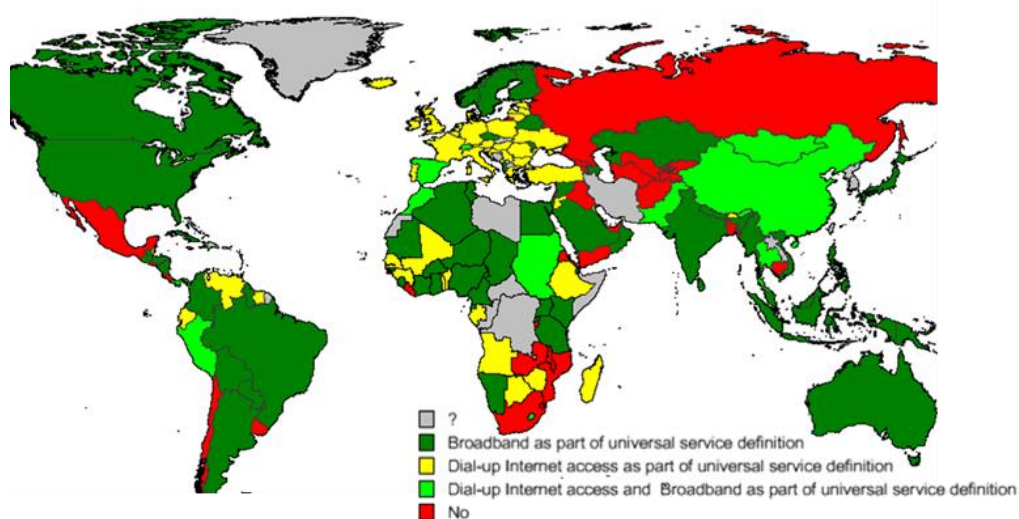 ?
Broadband as part of universal service definition
Dial-up Internet access as part of universal service definition
Dial-up Internet access and Broadband as part of universal service definition
No